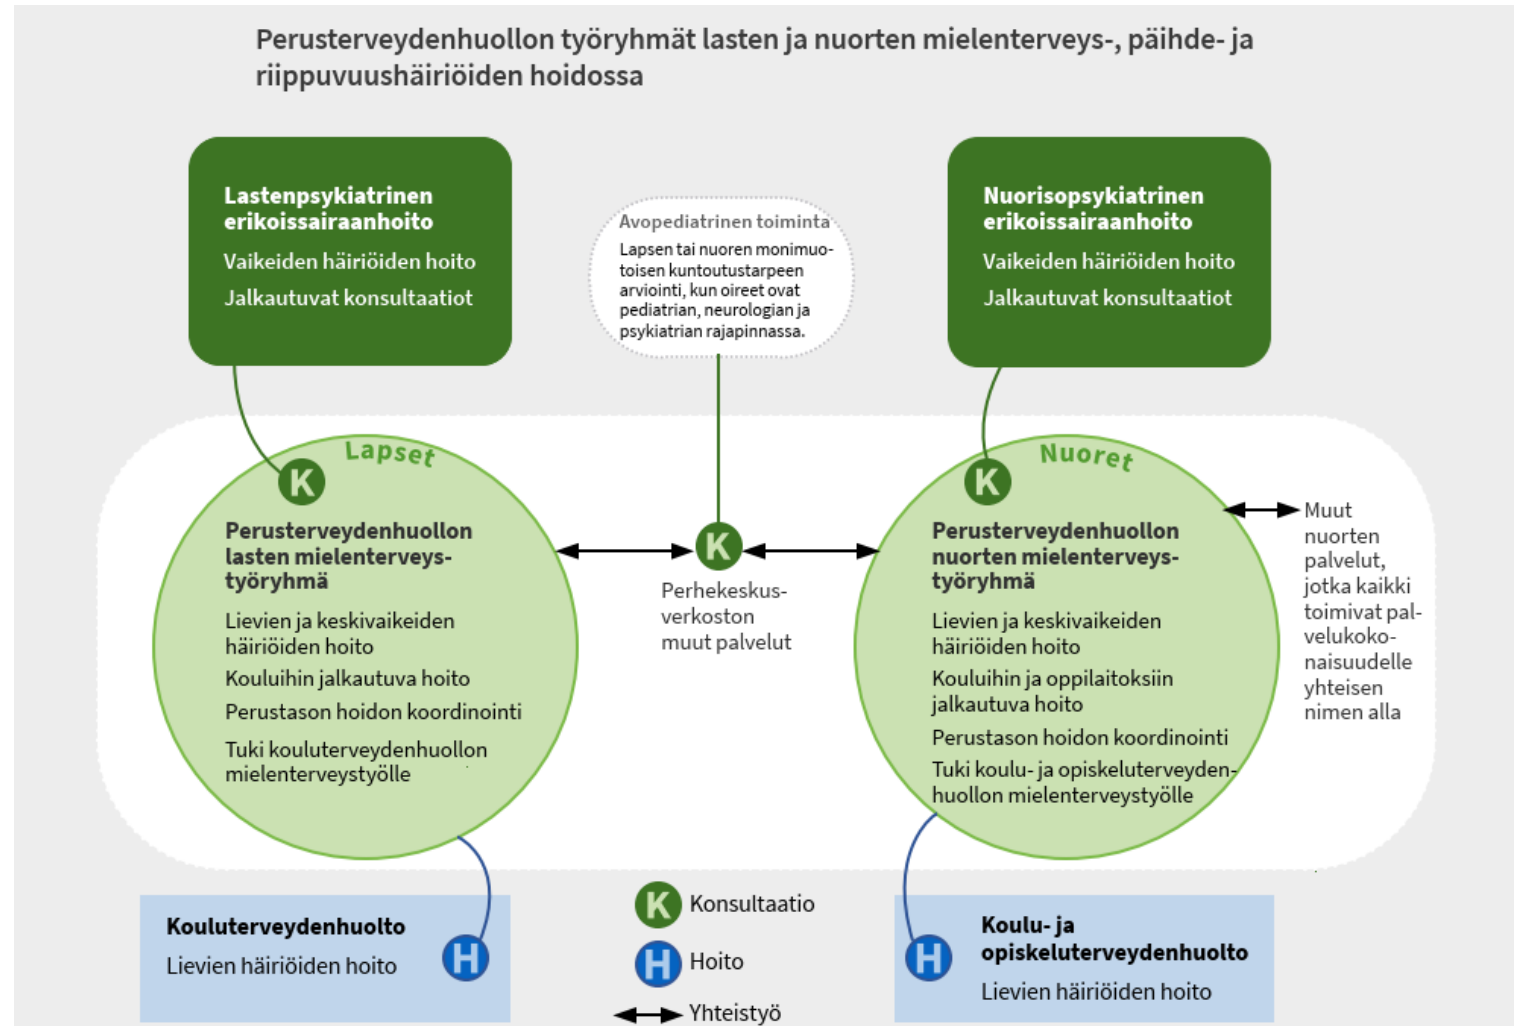 Perusterveydenhuollon työryhmät lasten ja nuorten mielenterveys-, päihde- ja
riippuvuushäiriöiden hoidossa
Lastenpsykiatrinen
erikoissairaanhoito
Vaikeiden häiriöiden hoito
Jalkautuvat konsultaatiot
Avopediatrinen toiminta
Lapsen tai nuoren monimuo-
toisen kuntoutustarpeen
arviointi, kun oireet ovat
pediatrian, neurologian ja
psykiatrian rajapinnassa.
Nuorisopsykiatrinen
erikoissairaanhoito
Vaikeiden häiriöiden hoito
Jalkautuvat konsultaatiot
Lapset
K
Perusterveydenhuollon
lasten mielenterveys-
työryhmä
Lievien ja keskivaikeiden
häiriöiden hoito
Kouluihin jalkautuva hoito
Perustason hoidon koordinointi
Tuki kouluterveydenhuollon
mielenterveystyölle
K
Perhekeskus-
verkoston
muut palvelut
Nuoret
K
Perusterveydenhuollon
nuorten mielenterveys-
työryhmä
Lievien ja keskivaikeiden
häiriöiden hoito
Kouluihin ja oppilaitoksiin
jalkautuva hoito
Perustason hoidon koordinointi
Tuki koulu- ja opiskeluterveyden-
huollon mielenterveystyölle
Muut
nuorten
palvelut,
jotka kaikki
toimivat pal-
velukoko-
naisuudelle
yhteisen
nimen alla
Kouluterveydenhuolto
Lievien häiriöiden hoito
H
K Konsultaatio
H Hoito
Yhteistyö
H
Koulu- ja
opiskeluterveydenhuolto
Lievien häiriöiden hoito